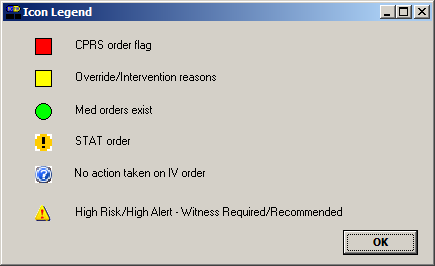 Icon Legend
CPRS order flag
Override/Intervention reasons
Med orders exist
STAT order
No action taken on IV order
High Risk/High Alert - Witness Required/Recommended
OK